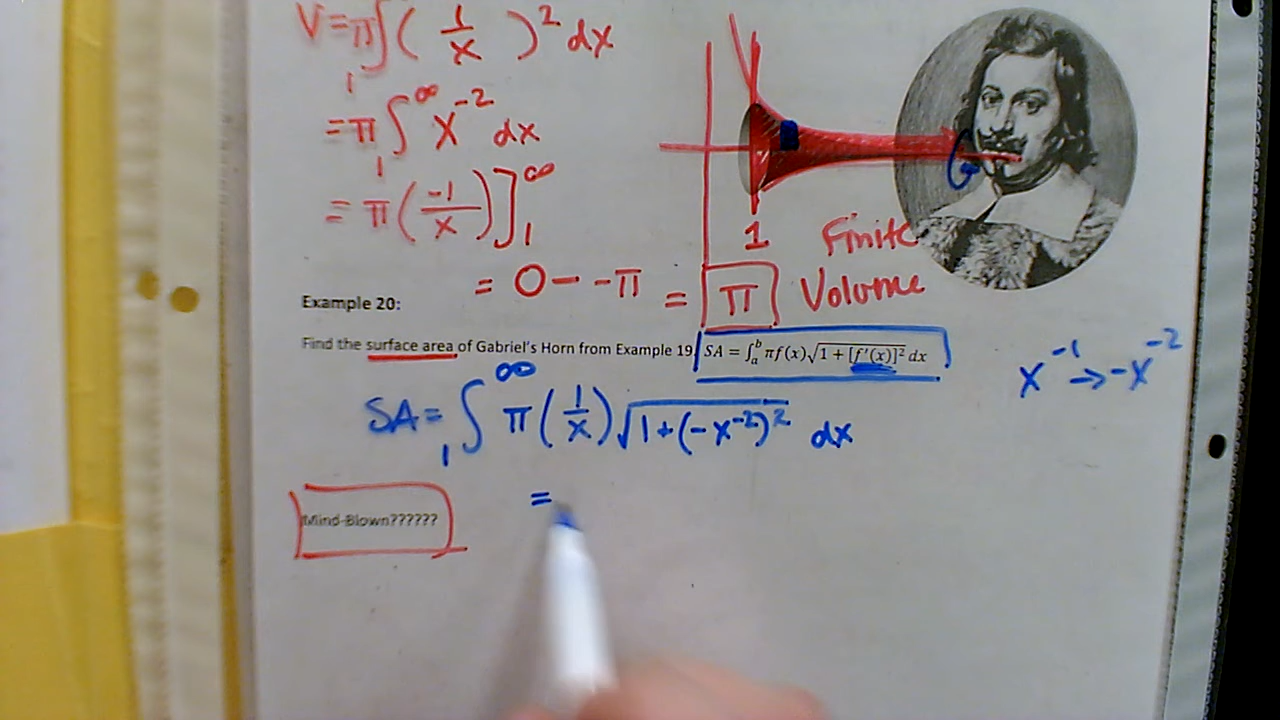 V=π∫₁ ( 1/x )² dx
=π∫₁^∞ x⁻² dx
= π(-1/x)]₁^∞
1 Finite
= 0 - -π = π Volume
Example 20:
Find the surface area of Gabriel's Horn from Example 19. SA = ∫ₐᵇ πf(x)√1 + [f'(x)]² dx
x⁻¹ → -x⁻²
SA = ∫₁^∞ π(1/x)√1+(-x⁻²)² dx
=
Mind-Blown??????